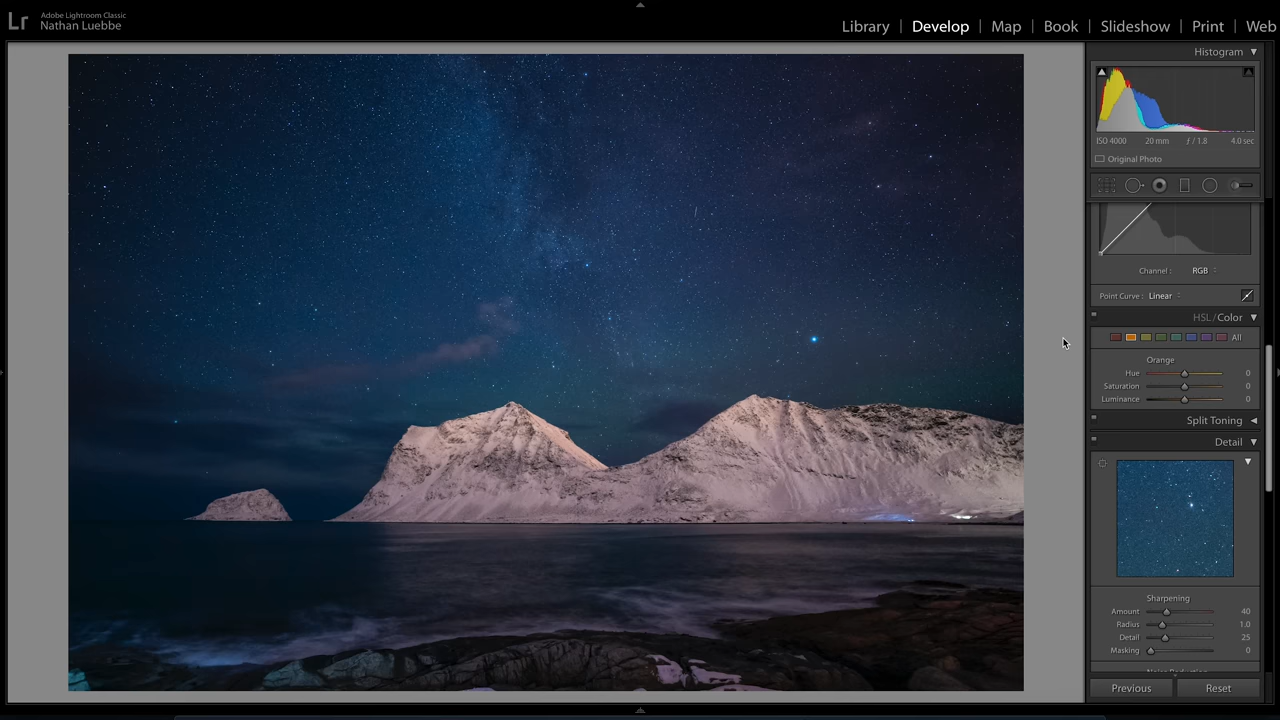 Lr
Adobe Lightroom Classic
Nathan Luebbe
Library | Develop | Map | Book | Slideshow | Print | Web
Histogram
ISO 4000 20 mm ƒ / 1.8 4.0 sec
Original Photo
Channel : RGB
Point Curve : Linear
HSL / Color
All
Orange
Hue 0
Saturation 0
Luminance 0
Split Toning
Detail
Sharpening
Amount 40
Radius 1.0
Detail 25
Masking 0
Noise Reduction
Previous Reset